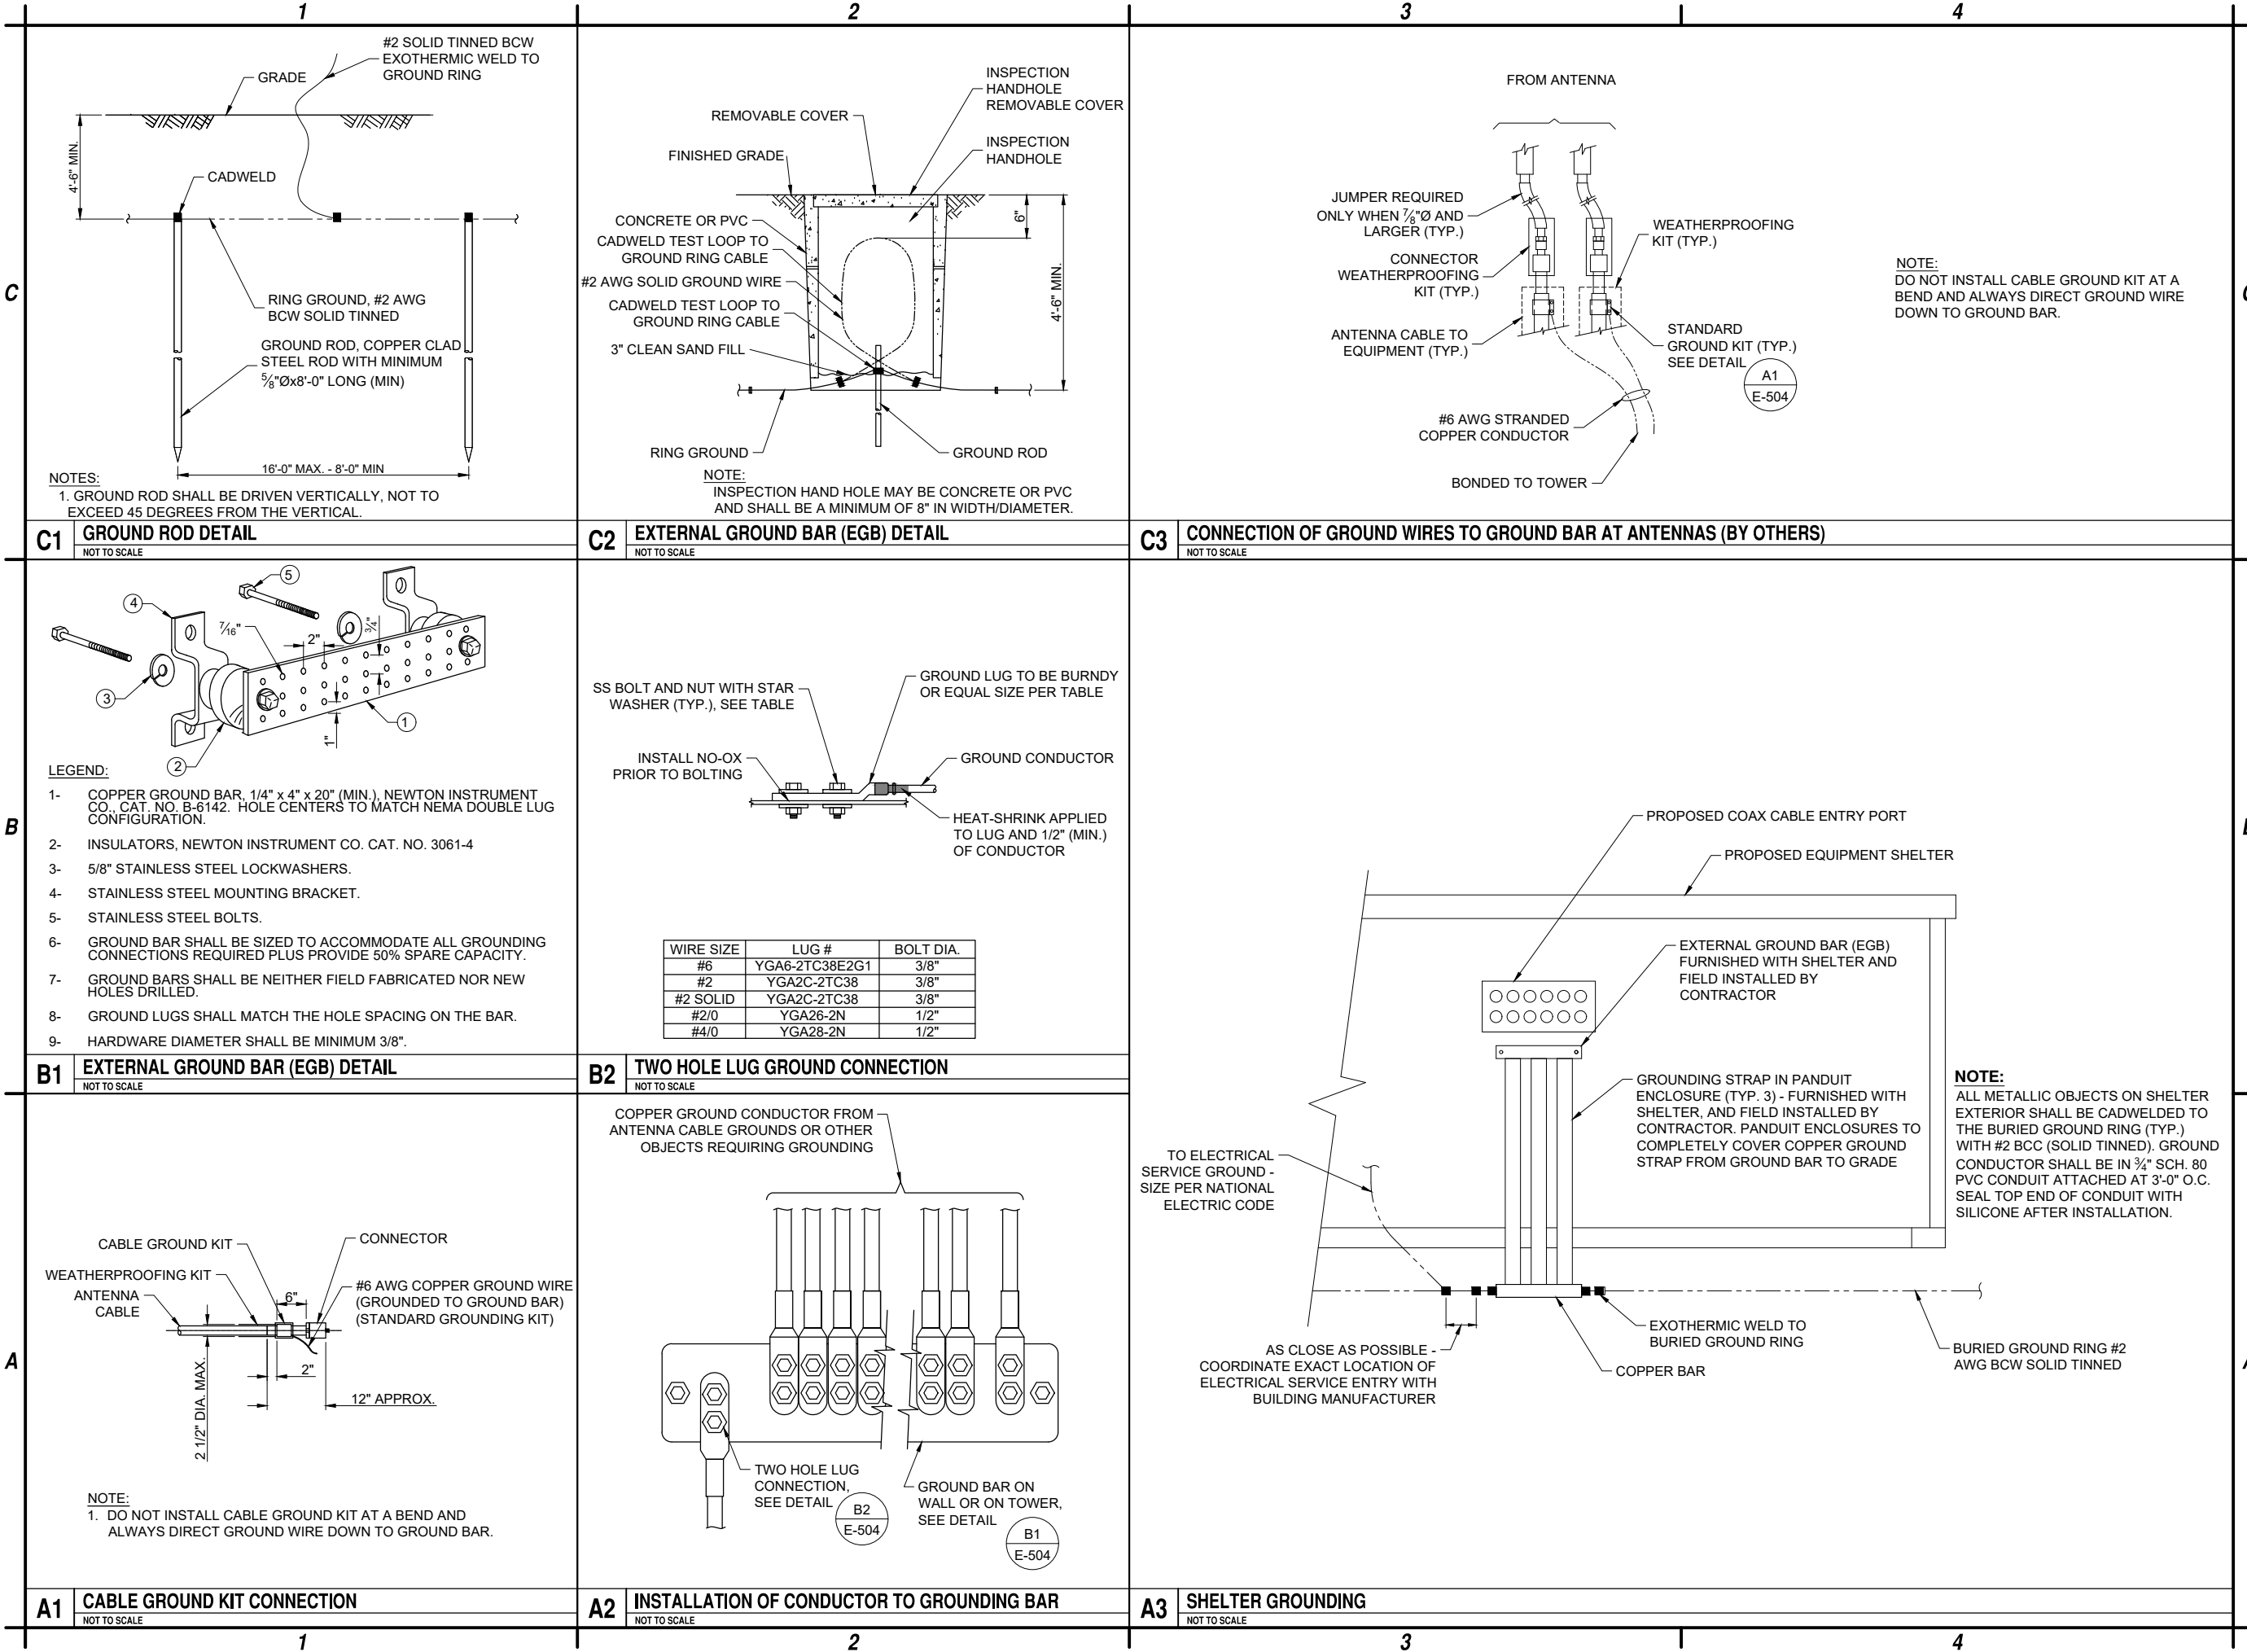 1
2
3
4
#2 SOLID TINNED BCW
EXOTHERMIC WELD TO
GROUND RING
GRADE
4'-6" MIN.
CADWELD
RING GROUND, #2 AWG
BCW SOLID TINNED
GROUND ROD, COPPER CLAD
STEEL ROD WITH MINIMUM
5/8"Øx8'-0" LONG (MIN)
16'-0" MAX. - 8'-0" MIN
NOTES:
1. GROUND ROD SHALL BE DRIVEN VERTICALLY, NOT TO
EXCEED 45 DEGREES FROM THE VERTICAL.
C1
GROUND ROD DETAIL
NOT TO SCALE
INSPECTION
HANDHOLE
REMOVABLE COVER
REMOVABLE COVER
INSPECTION
HANDHOLE
FINISHED GRADE
6"
CONCRETE OR PVC
CADWELD TEST LOOP TO
GROUND RING CABLE
#2 AWG SOLID GROUND WIRE
CADWELD TEST LOOP TO
GROUND RING CABLE
4'-6" MIN.
3" CLEAN SAND FILL
RING GROUND
GROUND ROD
NOTE:
INSPECTION HAND HOLE MAY BE CONCRETE OR PVC
AND SHALL BE A MINIMUM OF 8" IN WIDTH/DIAMETER.
C2
EXTERNAL GROUND BAR (EGB) DETAIL
NOT TO SCALE
FROM ANTENNA
JUMPER REQUIRED
ONLY WHEN 7/8"Ø AND
LARGER (TYP.)
WEATHERPROOFING
KIT (TYP.)
CONNECTOR
WEATHERPROOFING
KIT (TYP.)
NOTE:
DO NOT INSTALL CABLE GROUND KIT AT A
BEND AND ALWAYS DIRECT GROUND WIRE
DOWN TO GROUND BAR.
ANTENNA CABLE TO
EQUIPMENT (TYP.)
STANDARD
GROUND KIT (TYP.)
SEE DETAIL
A1
E-504
#6 AWG STRANDED
COPPER CONDUCTOR
BONDED TO TOWER
C3
CONNECTION OF GROUND WIRES TO GROUND BAR AT ANTENNAS (BY OTHERS)
NOT TO SCALE
C
5
4
7/16"
2"
3/4"
3
1
1"
2
LEGEND:
1- COPPER GROUND BAR, 1/4" x 4" x 20" (MIN.), NEWTON INSTRUMENT
CO., CAT. NO. B-6142. HOLE CENTERS TO MATCH NEMA DOUBLE LUG
CONFIGURATION.
2- INSULATORS, NEWTON INSTRUMENT CO. CAT. NO. 3061-4
3- 5/8" STAINLESS STEEL LOCKWASHERS.
4- STAINLESS STEEL MOUNTING BRACKET.
5- STAINLESS STEEL BOLTS.
6- GROUND BAR SHALL BE SIZED TO ACCOMMODATE ALL GROUNDING
CONNECTIONS REQUIRED PLUS PROVIDE 50% SPARE CAPACITY.
7- GROUND BARS SHALL BE NEITHER FIELD FABRICATED NOR NEW
HOLES DRILLED.
8- GROUND LUGS SHALL MATCH THE HOLE SPACING ON THE BAR.
9- HARDWARE DIAMETER SHALL BE MINIMUM 3/8".
B1
EXTERNAL GROUND BAR (EGB) DETAIL
NOT TO SCALE
SS BOLT AND NUT WITH STAR
WASHER (TYP.), SEE TABLE
GROUND LUG TO BE BURNDY
OR EQUAL SIZE PER TABLE
INSTALL NO-OX
PRIOR TO BOLTING
GROUND CONDUCTOR
HEAT-SHRINK APPLIED
TO LUG AND 1/2" (MIN.)
OF CONDUCTOR
WIRE SIZE LUG # BOLT DIA.
#6 YGA6-2TC38E2G1 3/8"
#2 YGA2C-2TC38 3/8"
#2 SOLID YGA2C-2TC38 3/8"
#2/0 YGA26-2N 1/2"
#4/0 YGA28-2N 1/2"
B2
TWO HOLE LUG GROUND CONNECTION
NOT TO SCALE
B
CABLE GROUND KIT
CONNECTOR
WEATHERPROOFING KIT
ANTENNA
CABLE
6"
#6 AWG COPPER GROUND WIRE
(GROUNDED TO GROUND BAR)
(STANDARD GROUNDING KIT)
2"
12" APPROX.
2 1/2" DIA. MAX.
NOTE:
1. DO NOT INSTALL CABLE GROUND KIT AT A BEND AND
ALWAYS DIRECT GROUND WIRE DOWN TO GROUND BAR.
A1
CABLE GROUND KIT CONNECTION
NOT TO SCALE
COPPER GROUND CONDUCTOR FROM
ANTENNA CABLE GROUNDS OR OTHER
OBJECTS REQUIRING GROUNDING
TWO HOLE LUG
CONNECTION,
SEE DETAIL
B2
E-504
GROUND BAR ON
WALL OR ON TOWER,
SEE DETAIL
B1
E-504
A2
INSTALLATION OF CONDUCTOR TO GROUNDING BAR
NOT TO SCALE
PROPOSED COAX CABLE ENTRY PORT
PROPOSED EQUIPMENT SHELTER
EXTERNAL GROUND BAR (EGB)
FURNISHED WITH SHELTER AND
FIELD INSTALLED BY
CONTRACTOR
GROUNDING STRAP IN PANDUIT
ENCLOSURE (TYP. 3) - FURNISHED WITH
SHELTER, AND FIELD INSTALLED BY
CONTRACTOR. PANDUIT ENCLOSURES TO
COMPLETELY COVER COPPER GROUND
STRAP FROM GROUND BAR TO GRADE
NOTE:
ALL METALLIC OBJECTS ON SHELTER
EXTERIOR SHALL BE CADWELDED TO
THE BURIED GROUND RING (TYP.)
WITH #2 BCC (SOLID TINNED). GROUND
CONDUCTOR SHALL BE IN 3/4" SCH. 80
PVC CONDUIT ATTACHED AT 3'-0" O.C.
SEAL TOP END OF CONDUIT WITH
SILICONE AFTER INSTALLATION.
TO ELECTRICAL
SERVICE GROUND -
SIZE PER NATIONAL
ELECTRIC CODE
AS CLOSE AS POSSIBLE -
COORDINATE EXACT LOCATION OF
ELECTRICAL SERVICE ENTRY WITH
BUILDING MANUFACTURER
EXOTHERMIC WELD TO
BURIED GROUND RING
COPPER BAR
BURIED GROUND RING #2
AWG BCW SOLID TINNED
A3
SHELTER GROUNDING
NOT TO SCALE
A
1
2
3
4